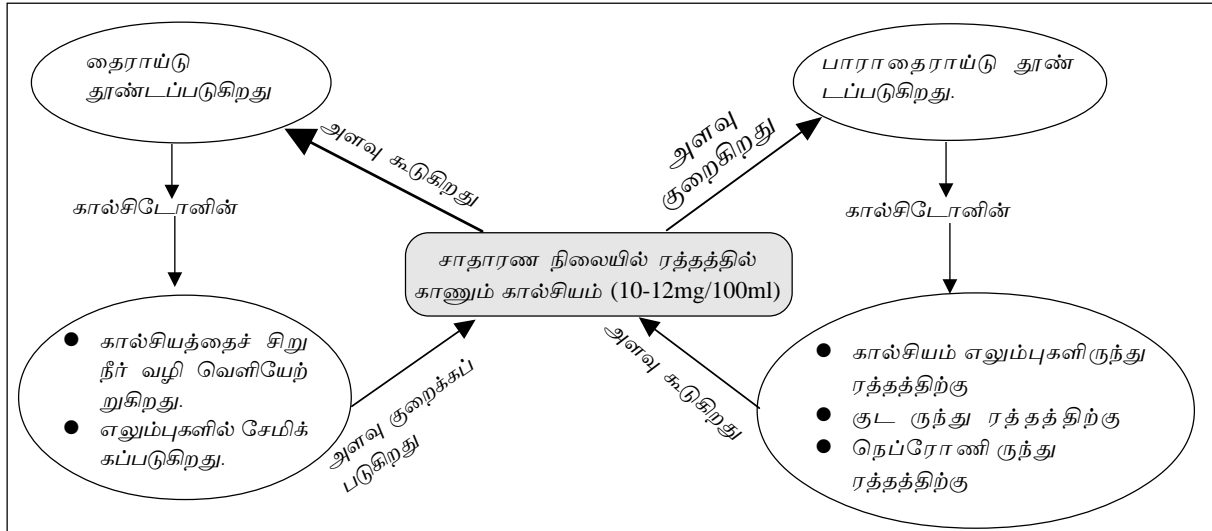 தைராய்டு
தூண்டப்படுகிறது
பாராதைராய்டு தூண்
டப்படுகிறது.
அளவு கூடுகிறது
அளவு
குறைகிறது
கால்சிடோனின்
கால்சிடோனின்
சாதாரண நிலையில் ரத்தத்தில்
காணும் கால்சியம் (10-12mg/100ml)
● கால்சியத்தைச் சிறு
நீர் வழி வெளியேற்
றுகிறது.
● எலும்புகளில் சேமிக்
கப்படுகிறது.
அளவு குறைக்கப்
படுகிறது
அளவு கூடுகிறது
● கால்சியம் எலும்புகளிருந்து
ரத்தத்திற்கு
● குட ருந்து ரத்தத்திற்கு
● நெப்ரோணி ருந்து
ரத்தத்திற்கு